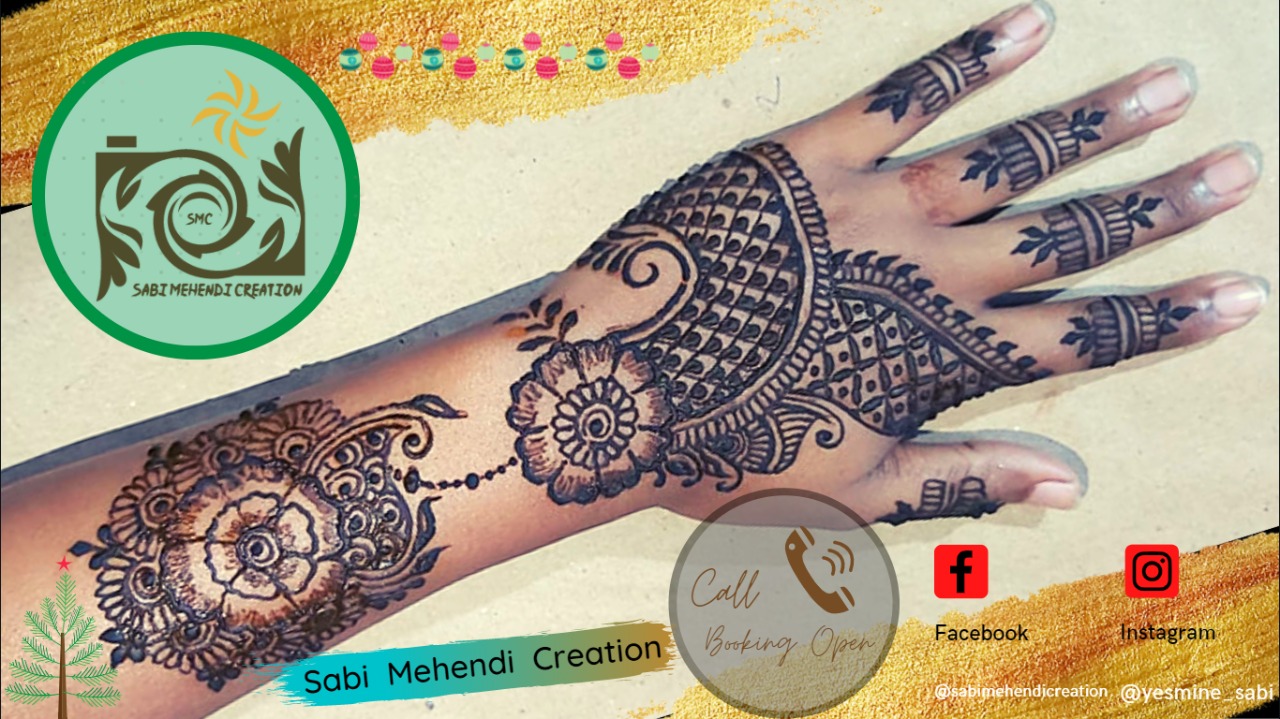 SMC
SABI MEHENDI CREATION
Sabi Mehendi Creation
Call
Booking Open
Facebook
Instagram
@sabimehendicreation
@yesmine_sabi